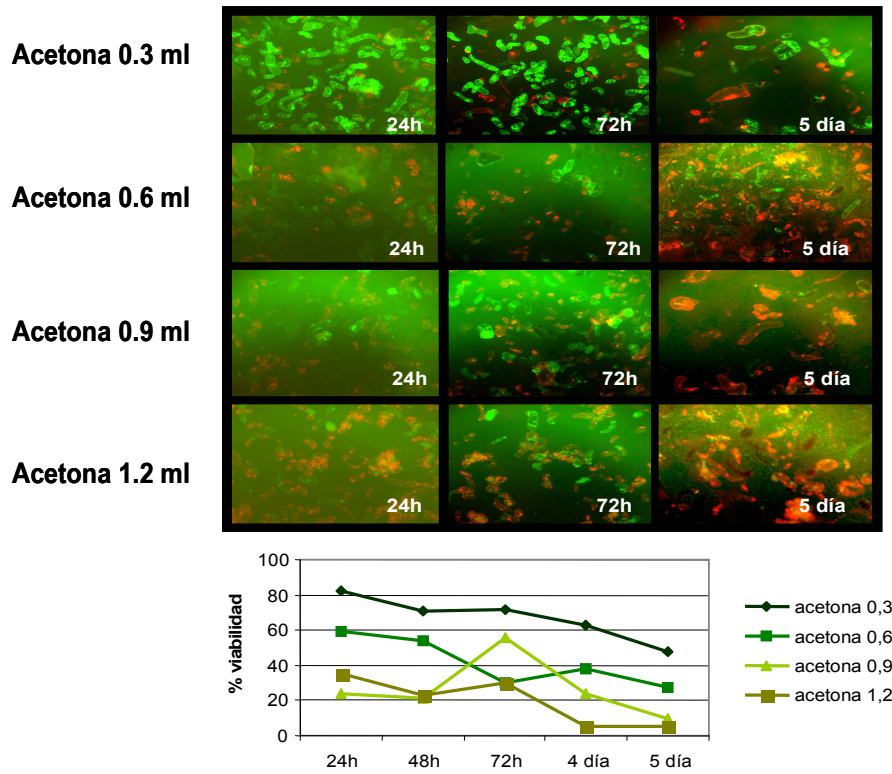 Acetona 0.3 ml
24h
72h
5 día
Acetona 0.6 ml
24h
72h
5 día
Acetona 0.9 ml
24h
72h
5 día
Acetona 1.2 ml
24h
72h
5 día
% viabilidad
100
80
60
40
20
0
24h 48h 72h 4 día 5 día
acetona 0,3
acetona 0,6
acetona 0,9
acetona 1,2